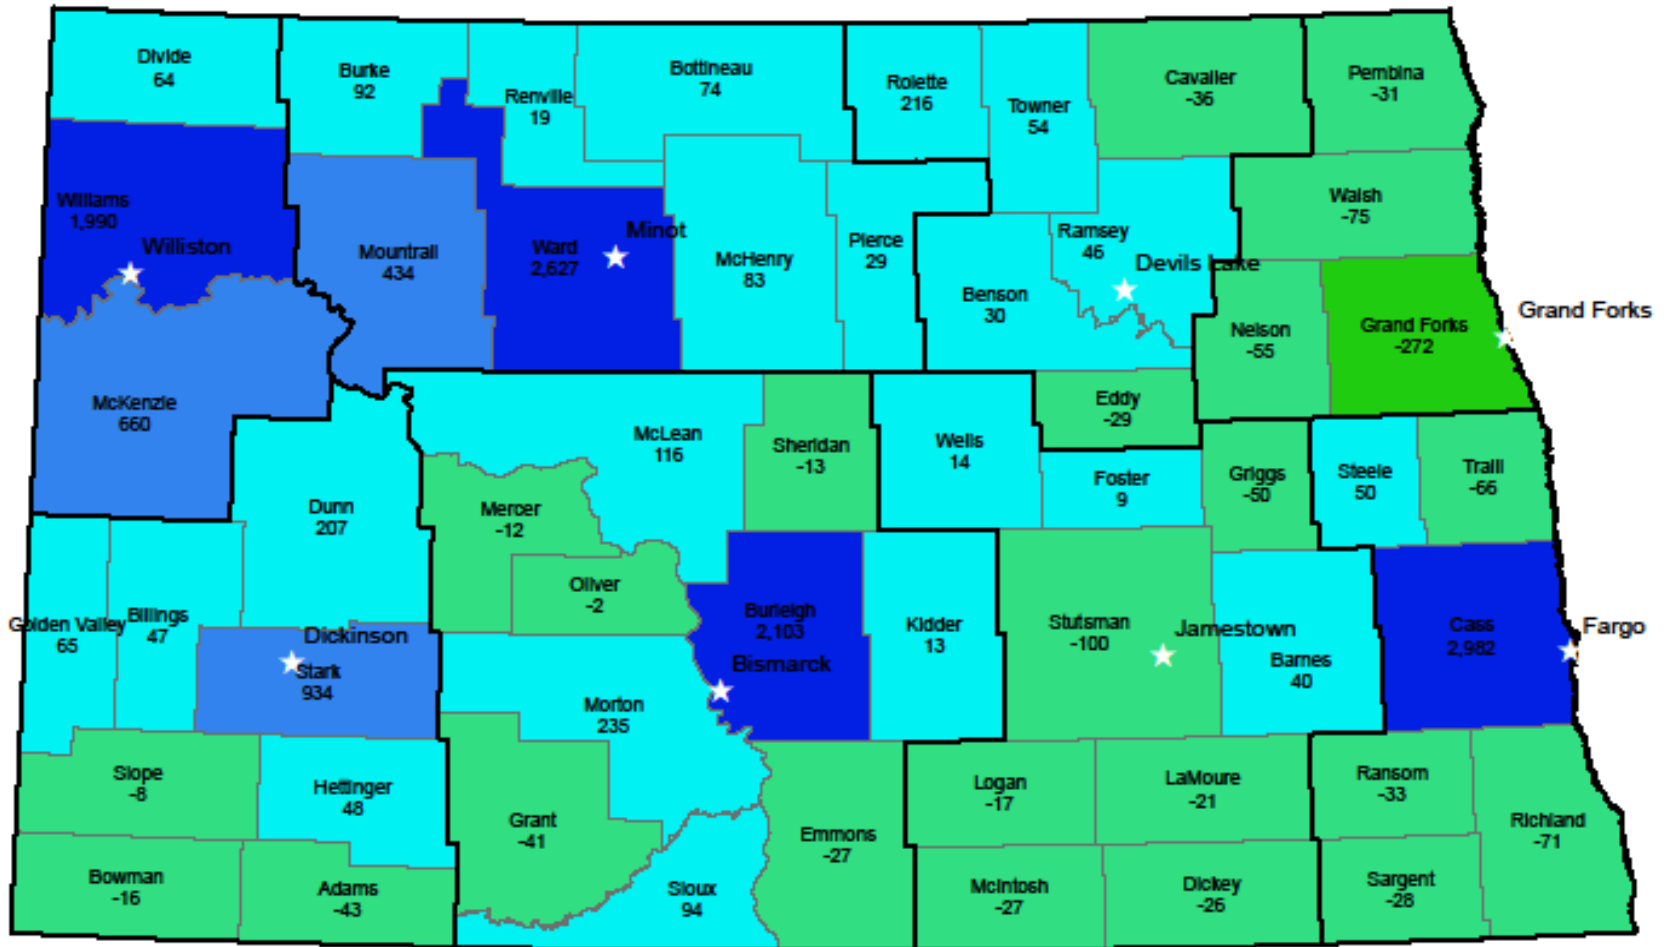 Divide
64
Burke
92
Renville
19
Bottineau
74
Rolette
216
Towner
54
Cavalier
-36
Pembina
-31
Williams
1,990
Williston
Mountrail
434
Ward
2,627
Minot
McHenry
83
Pierce
29
Benson
30
Ramsey
46
Devils Lake
Walsh
-75
Nelson
-55
Grand Forks
-272
Grand Forks
McKenzie
660
Dunn
207
McLean
116
Sheridan
-13
Wells
14
Eddy
-29
Foster
9
Griggs
-50
Steele
50
Traill
-66
Mercer
-12
Oliver
-2
Golden Valley
65
Billings
47
Dickinson
Stark
934
Morton
235
Burleigh
2,103
Bismarck
Kidder
13
Stutsman
-100
Jamestown
Barnes
40
Cass
2,982
Fargo
Slope
-8
Hettinger
48
Grant
-41
Emmons
-27
Logan
-17
LaMoure
-21
Ransom
-33
Richland
-71
Bowman
-16
Adams
-43
Sioux
94
McIntosh
-27
Dickey
-26
Sargent
-28